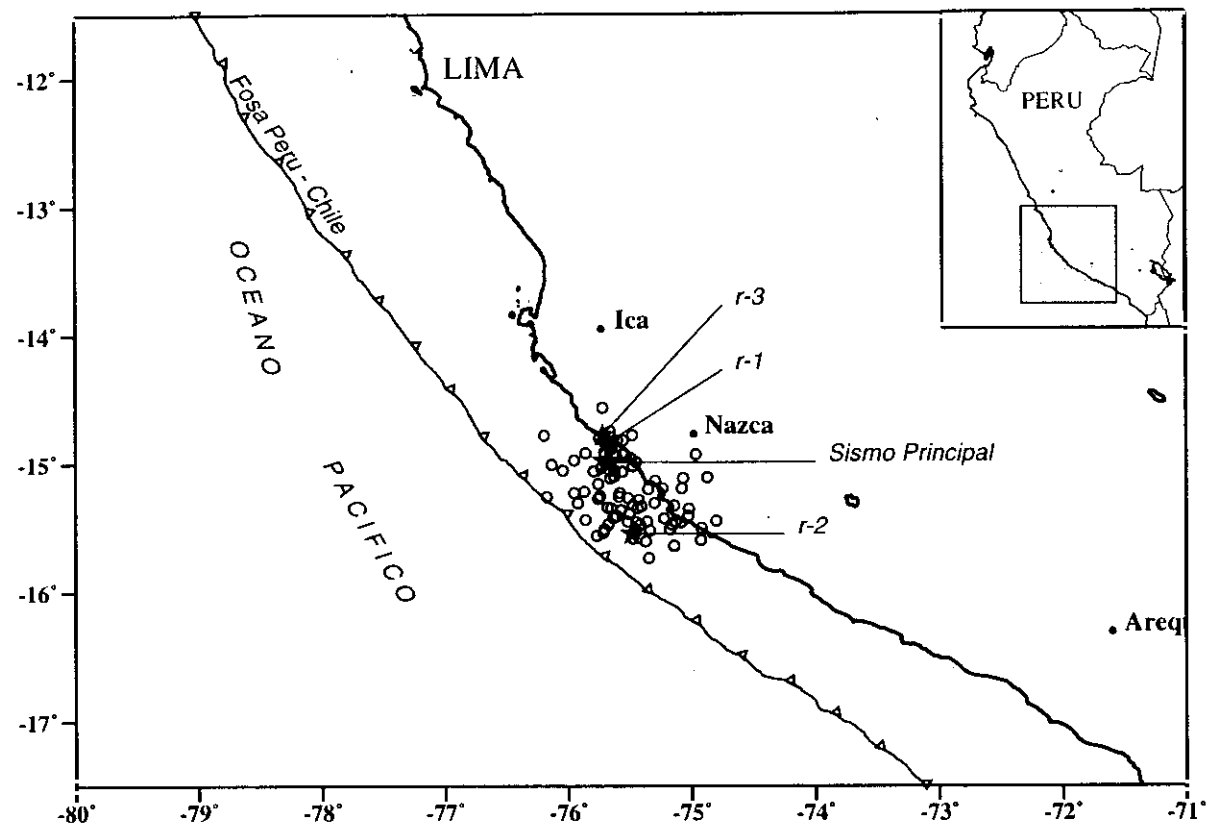 LIMA
PERU
Fosa Peru - Chile
OCEANO
PACIFICO
r-3
Ica
r-1
Nazca
Sismo Principal
r-2
Arequ
-12°
-13°
-14°
-15°
-16°
-17°
-80° -79° -78° -77° -76° -75° -74° -73° -72° -71°